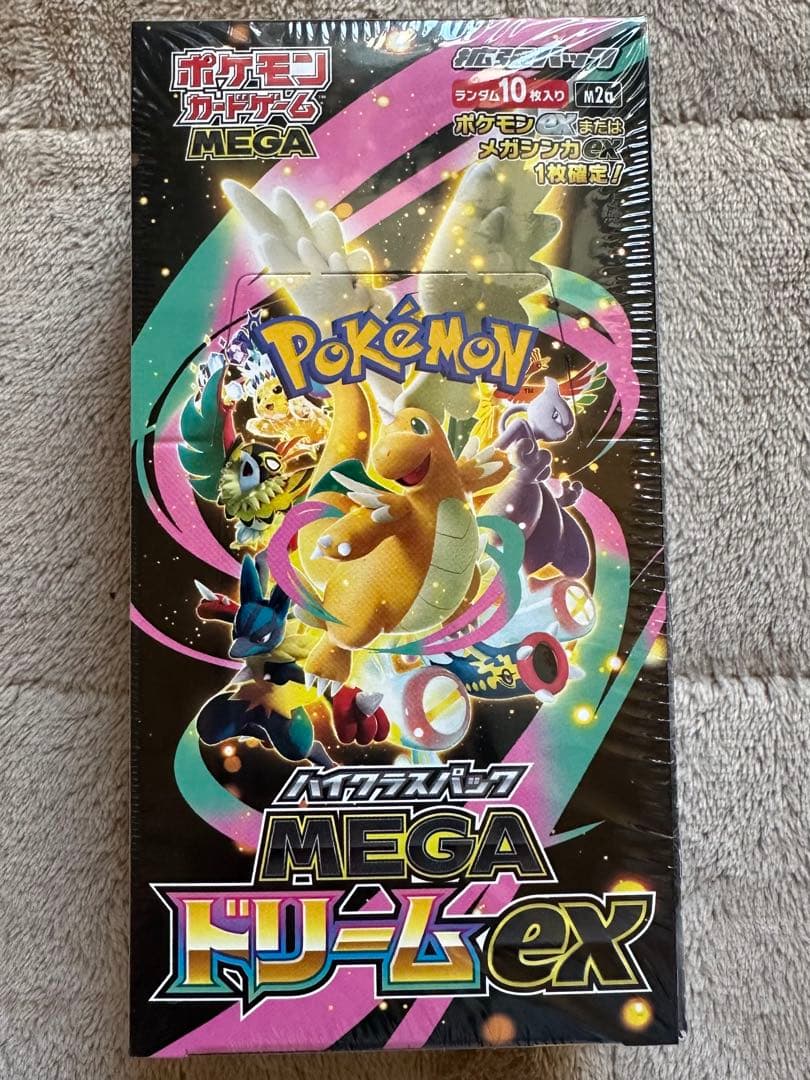 ポケモン
カードゲーム
MEGA
拡張パック
ランダム10枚入り M2a
ポケモンexまたは
メガシンカex
1枚確定!
POKéMON
TM
ハイクラスパック
MEGA
ドリームex